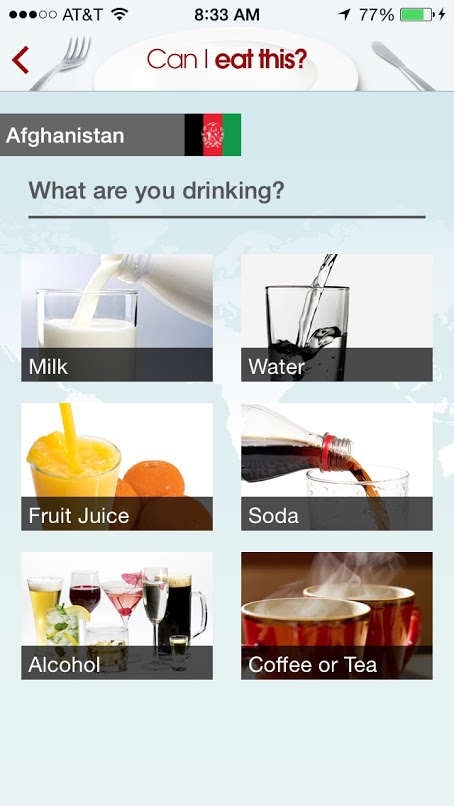 AT&T 8:33 AM 77%
Can I eat this?
Afghanistan
What are you drinking?
Milk
Water
Fruit Juice
Soda
Alcohol
Coffee or Tea